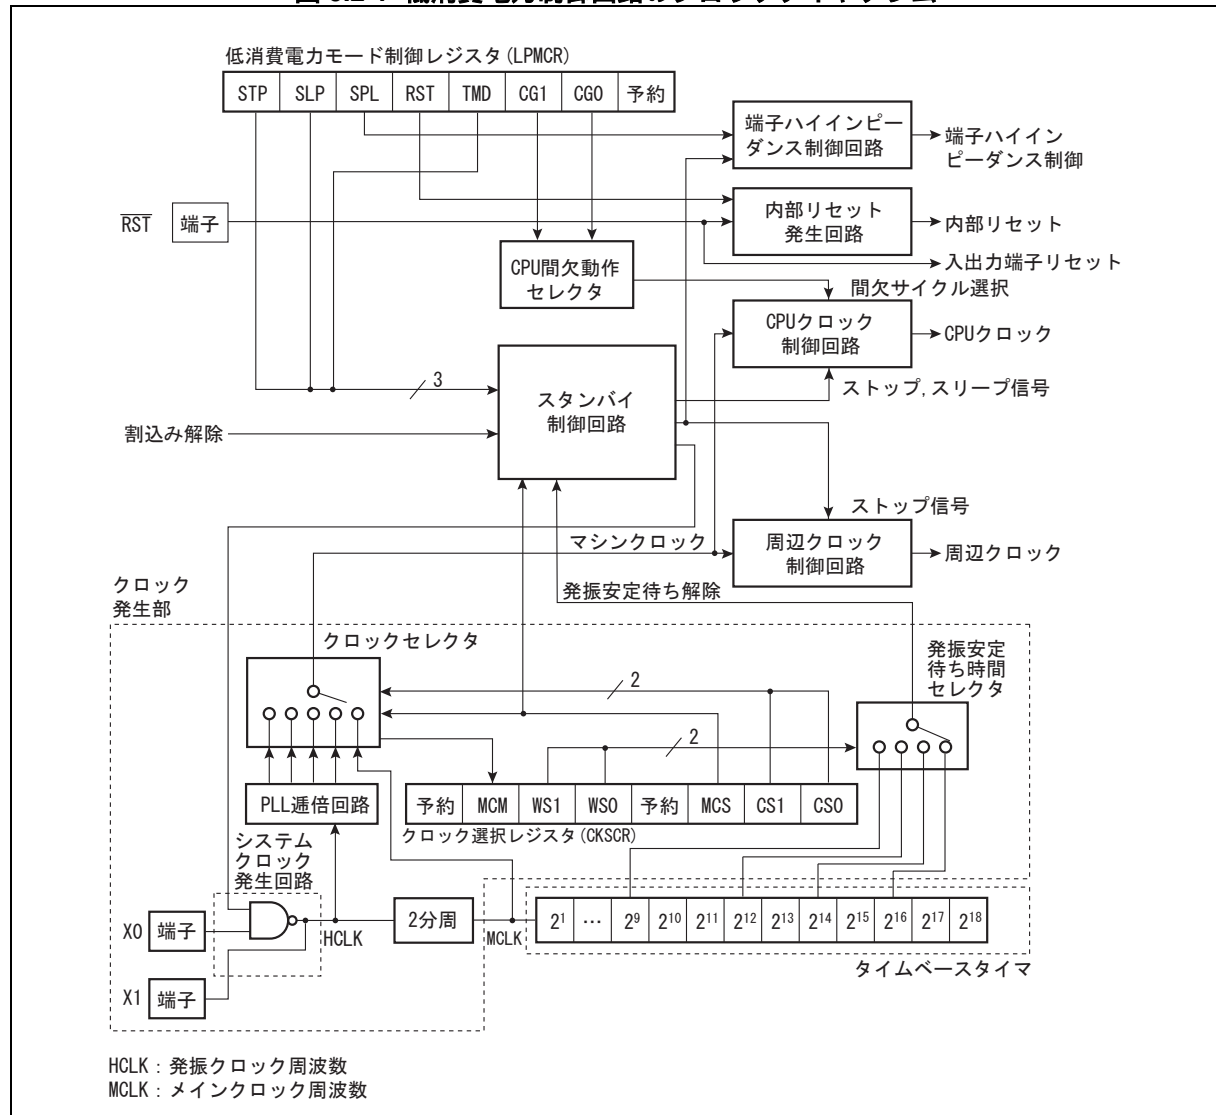 低消費電力モード制御レジスタ(LPMCR)
STP SLP SPL RST TMD CG1 CG0 予約
端子ハイインピー
ダンス制御回路
端子ハイイン
ピーダンス制御
RST 端子
内部リセット
発生回路
内部リセット
入出力端子リセット
CPU間欠動作
セレクタ
間欠サイクル選択
CPUクロック
制御回路
CPUクロック
3
スタンバイ
制御回路
ストップ,スリープ信号
割込み解除
ストップ信号
マシンクロック
周辺クロック
制御回路
周辺クロック
クロック
発生部
発振安定待ち解除
クロックセレクタ
発振安定
待ち時間
セレクタ
2
2
PLL逓倍回路
予約 MCM WS1 WS0 予約 MCS CS1 CS0
クロック選択レジスタ(CKSCR)
システム
クロック
発生回路
X0 端子
HCLK
2分周
MCLK
2¹ … 2⁹ 2¹⁰ 2¹¹ 2¹² 2¹³ 2¹⁴ 2¹⁵ 2¹⁶ 2¹⁷ 2¹⁸
タイムベースタイマ
X1 端子
HCLK:発振クロック周波数
MCLK:メインクロック周波数